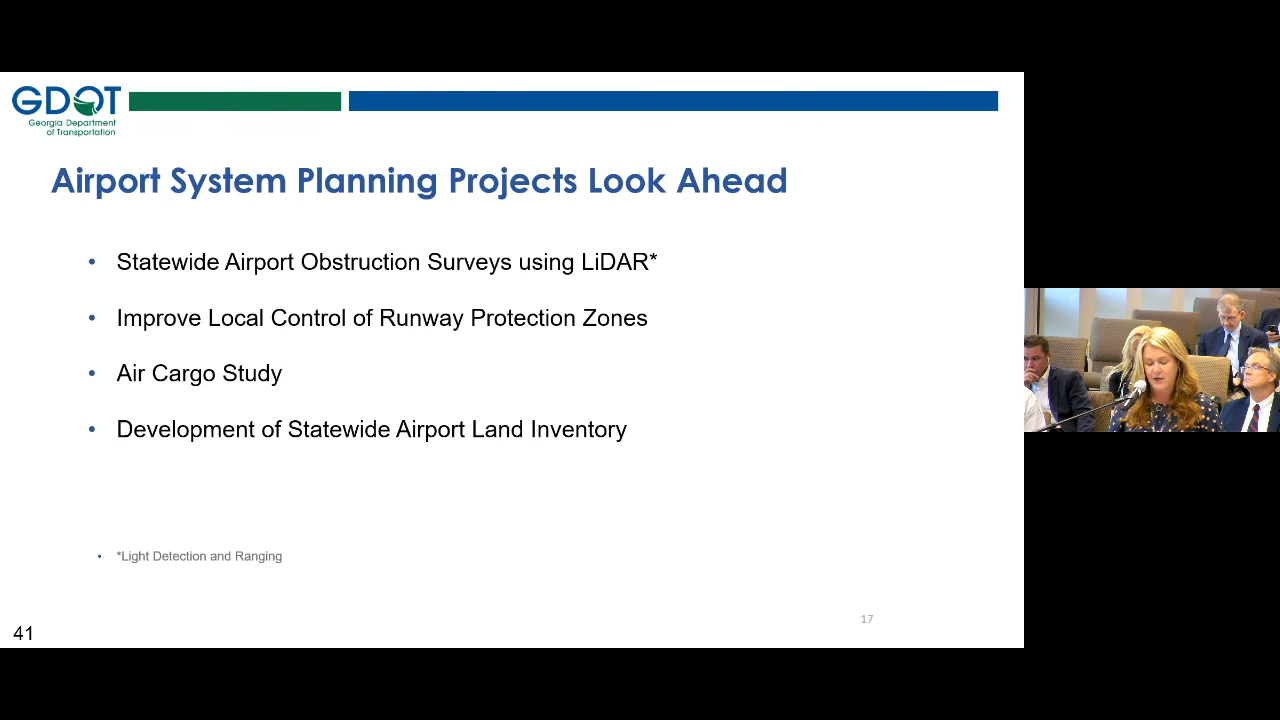 GDOT
Georgia Department
of Transportation
Airport System Planning Projects Look Ahead
• Statewide Airport Obstruction Surveys using LiDAR*
• Improve Local Control of Runway Protection Zones
• Air Cargo Study
• Development of Statewide Airport Land Inventory
• *Light Detection and Ranging
17
41